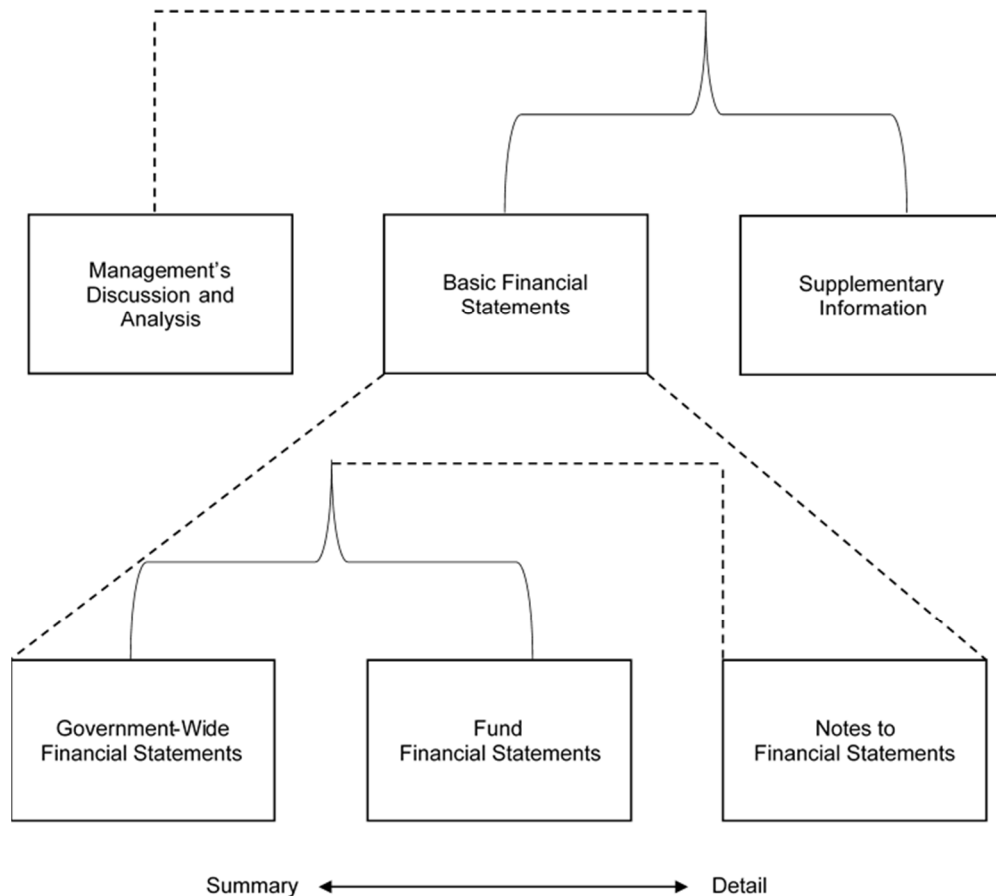 Management’s
Discussion and
Analysis
Basic Financial
Statements
Supplementary
Information
Government-Wide
Financial Statements
Fund
Financial Statements
Notes to
Financial Statements
Summary
Detail